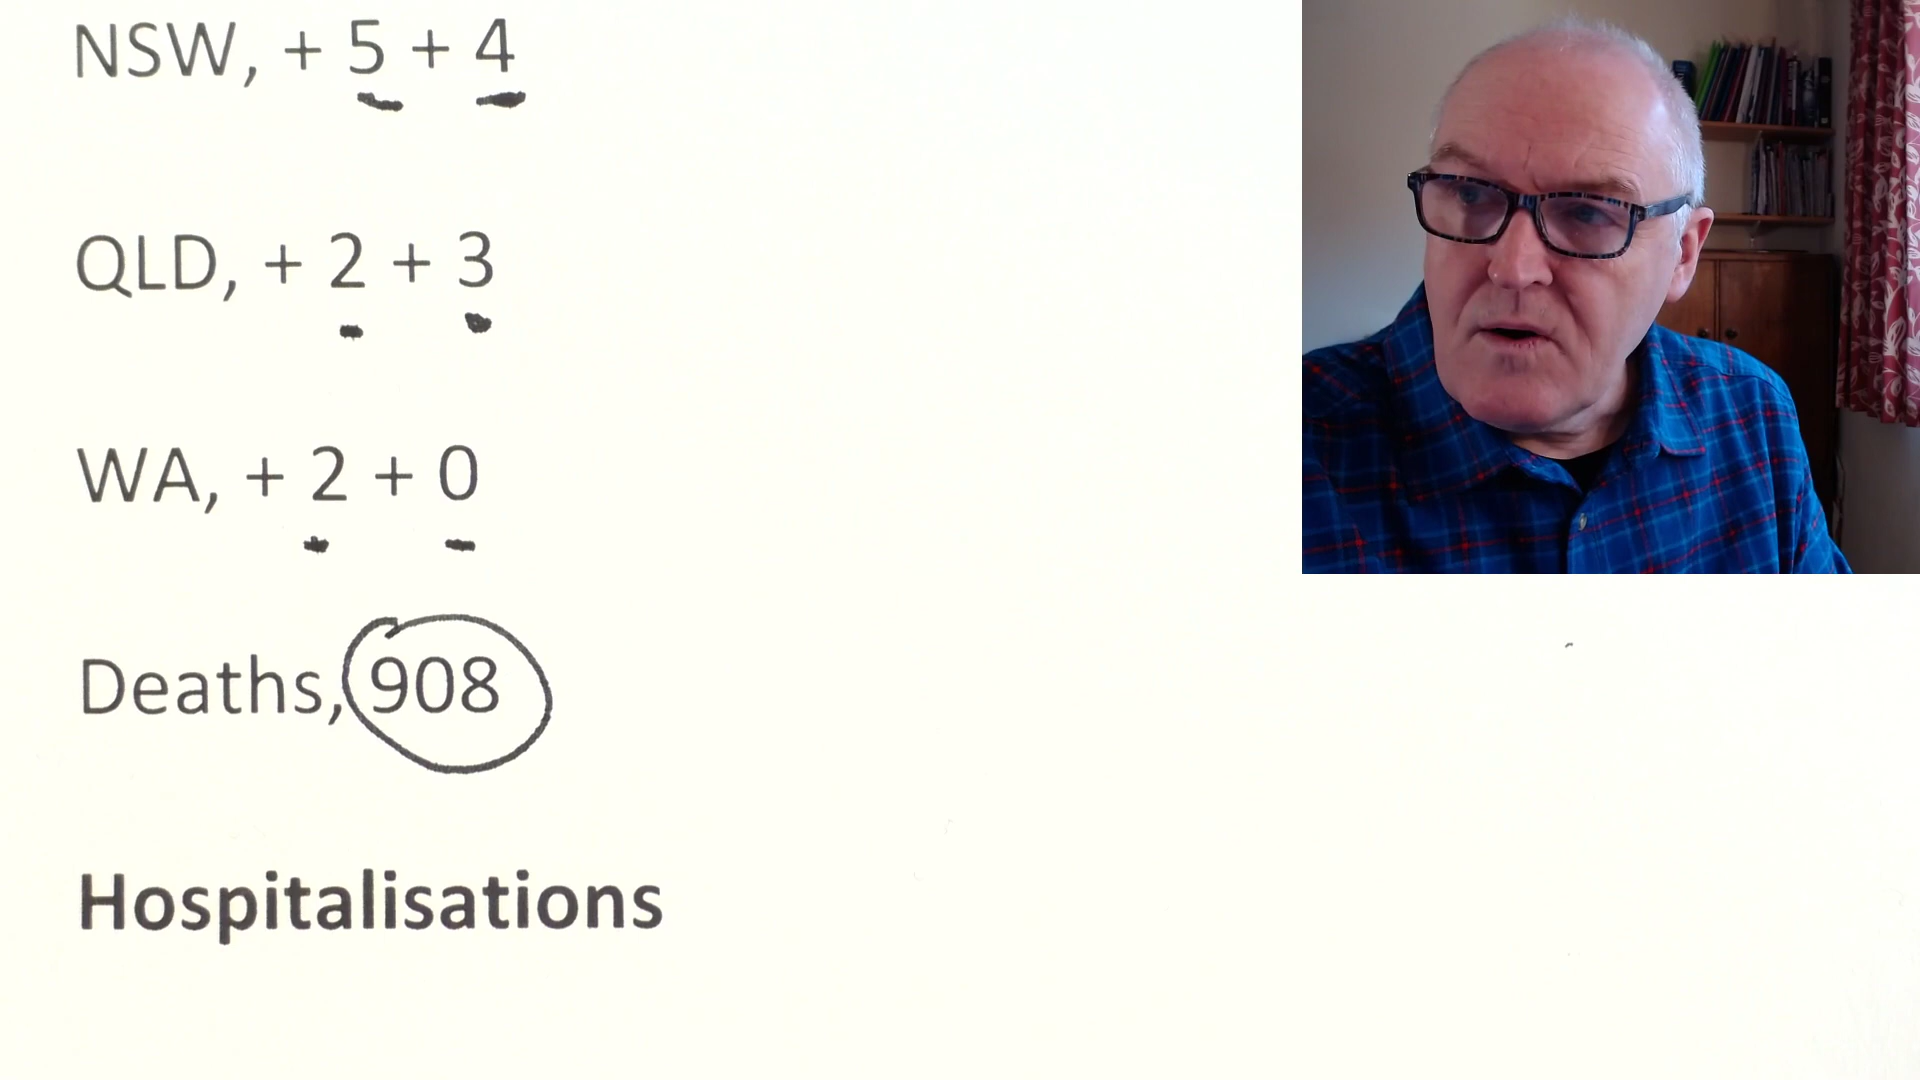 NSW, + 5 + 4
QLD, + 2 + 3
WA, + 2 + 0
Deaths, 908
Hospitalisations